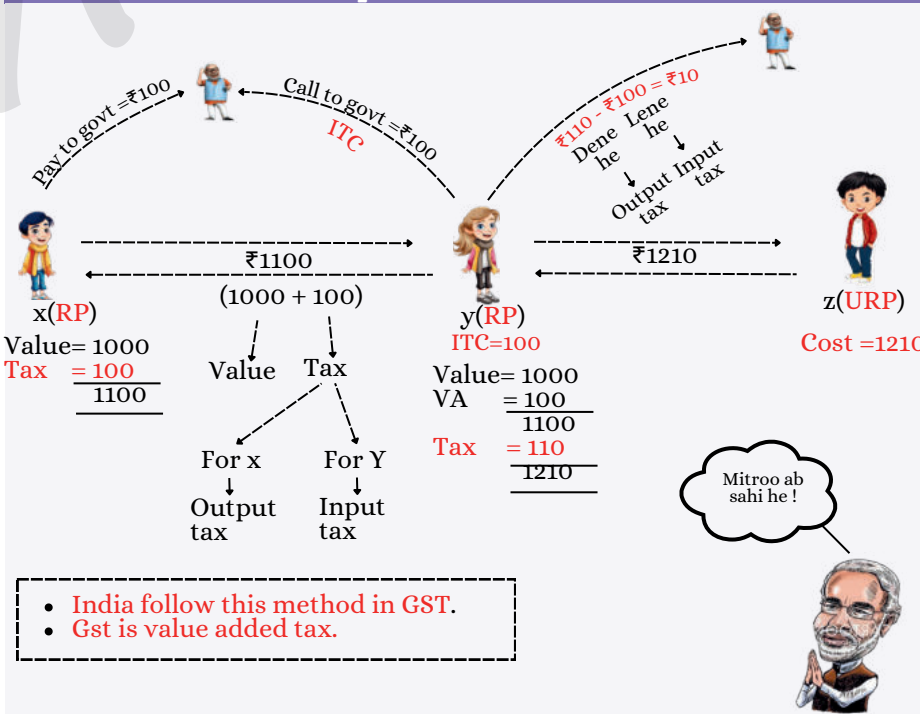 Pay to govt =₹100
Call to govt =₹100
ITC
₹110 - ₹100 = ₹10
Dene
he
Lene
he
Output
tax
Input
tax
₹1100
(1000 + 100)
₹1210
x(RP)
Value= 1000
Tax = 100
1100
Value
Tax
For x
For Y
Output
tax
Input
tax
y(RP)
ITC=100
Value= 1000
VA = 100
1100
Tax = 110
1210
z(URP)
Cost =1210
Mitroo ab
sahi he !
• India follow this method in GST.
• Gst is value added tax.